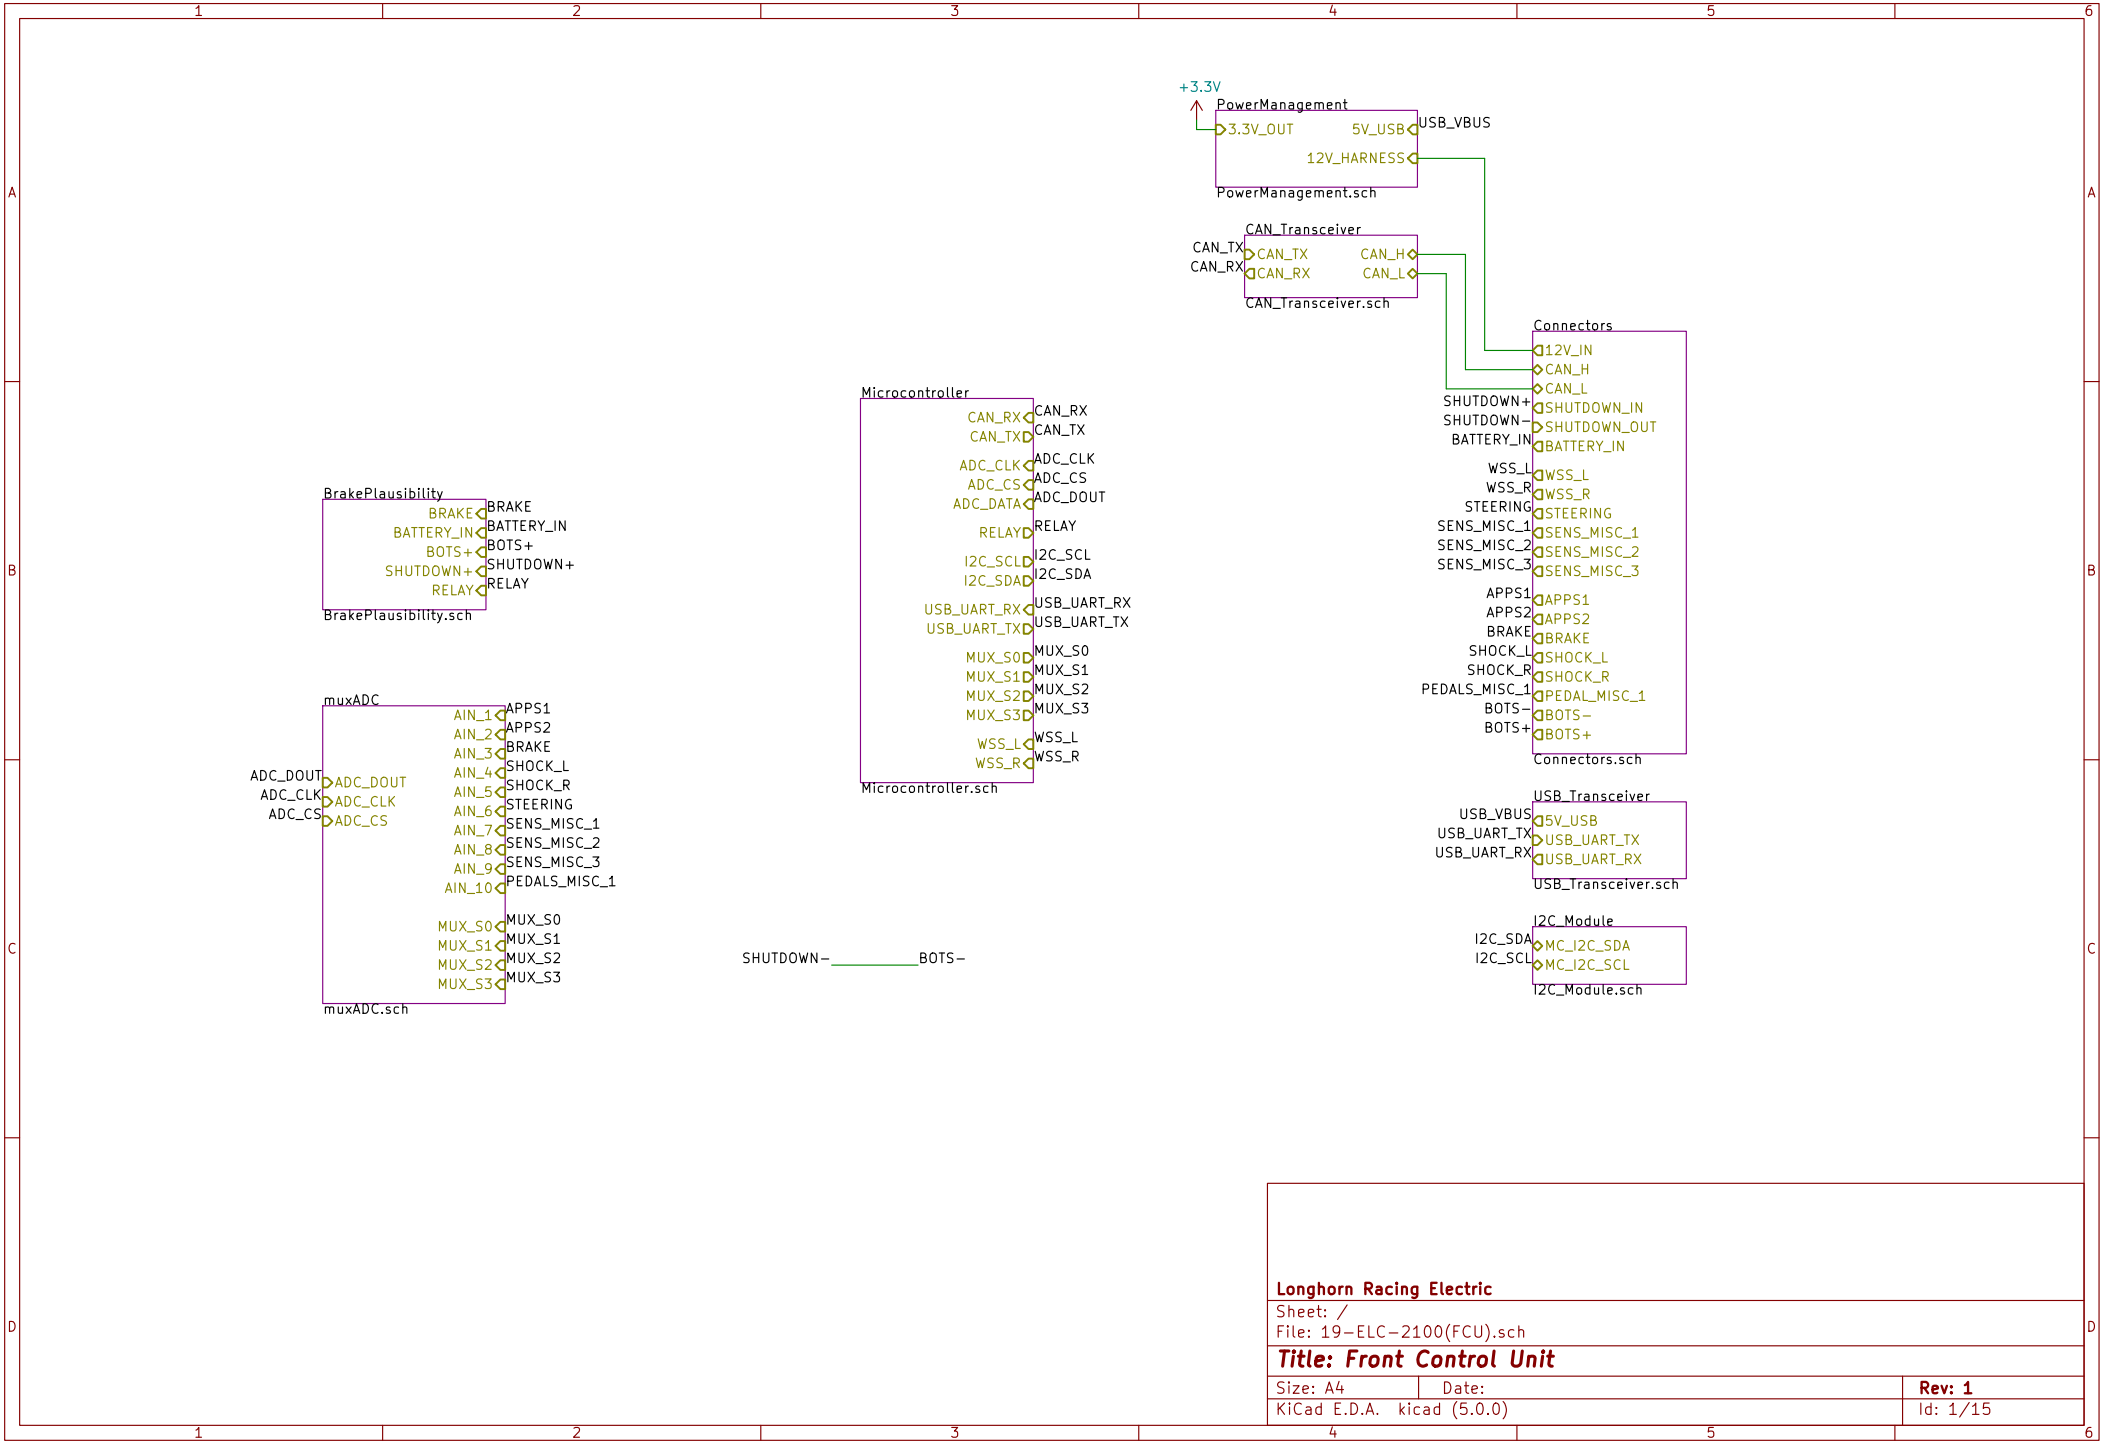 1 2 3 4 5 6
A
B
C
D
A
B
C
D
+3.3V
PowerManagement
3.3V_OUT 5V_USB USB_VBUS
12V_HARNESS
PowerManagement.sch
CAN_Transceiver
CAN_TX CAN_TX CAN_H
CAN_RX CAN_RX CAN_L
CAN_Transceiver.sch
Connectors
12V_IN
CAN_H
CAN_L
SHUTDOWN+ SHUTDOWN_IN
SHUTDOWN- SHUTDOWN_OUT
BATTERY_IN BATTERY_IN
WSS_L WSS_L
WSS_R WSS_R
STEERING STEERING
SENS_MISC_1 SENS_MISC_1
SENS_MISC_2 SENS_MISC_2
SENS_MISC_3 SENS_MISC_3
APPS1 APPS1
APPS2 APPS2
BRAKE BRAKE
SHOCK_L SHOCK_L
SHOCK_R SHOCK_R
PEDALS_MISC_1 PEDAL_MISC_1
BOTS- BOTS-
BOTS+ BOTS+
Connectors.sch
Microcontroller
CAN_RX CAN_RX
CAN_TX CAN_TX
ADC_CLK ADC_CLK
ADC_CS ADC_CS
ADC_DATA ADC_DOUT
RELAY RELAY
I2C_SCL I2C_SCL
I2C_SDA I2C_SDA
USB_UART_RX USB_UART_RX
USB_UART_TX USB_UART_TX
MUX_S0 MUX_S0
MUX_S1 MUX_S1
MUX_S2 MUX_S2
MUX_S3 MUX_S3
WSS_L WSS_L
WSS_R WSS_R
Microcontroller.sch
BrakePlausibility
BRAKE BRAKE
BATTERY_IN BATTERY_IN
BOTS+ BOTS+
SHUTDOWN+ SHUTDOWN+
RELAY RELAY
BrakePlausibility.sch
muxADC
AIN_1 APPS1
AIN_2 APPS2
AIN_3 BRAKE
AIN_4 SHOCK_L
AIN_5 SHOCK_R
AIN_6 STEERING
AIN_7 SENS_MISC_1
AIN_8 SENS_MISC_2
AIN_9 SENS_MISC_3
AIN_10 PEDALS_MISC_1
ADC_DOUT ADC_DOUT
ADC_CLK ADC_CLK
ADC_CS ADC_CS
MUX_S0 MUX_S0
MUX_S1 MUX_S1
MUX_S2 MUX_S2
MUX_S3 MUX_S3
muxADC.sch
SHUTDOWN- BOTS-
USB_Transceiver
USB_VBUS 5V_USB
USB_UART_TX USB_UART_TX
USB_UART_RX USB_UART_RX
USB_Transceiver.sch
I2C_Module
I2C_SDA MC_I2C_SDA
I2C_SCL MC_I2C_SCL
I2C_Module.sch
Longhorn Racing Electric
Sheet: /
File: 19-ELC-2100(FCU).sch
Title: Front Control Unit
Size: A4 Date: Rev: 1
KiCad E.D.A. kicad (5.0.0) Id: 1/15
1 2 3 4 5 6